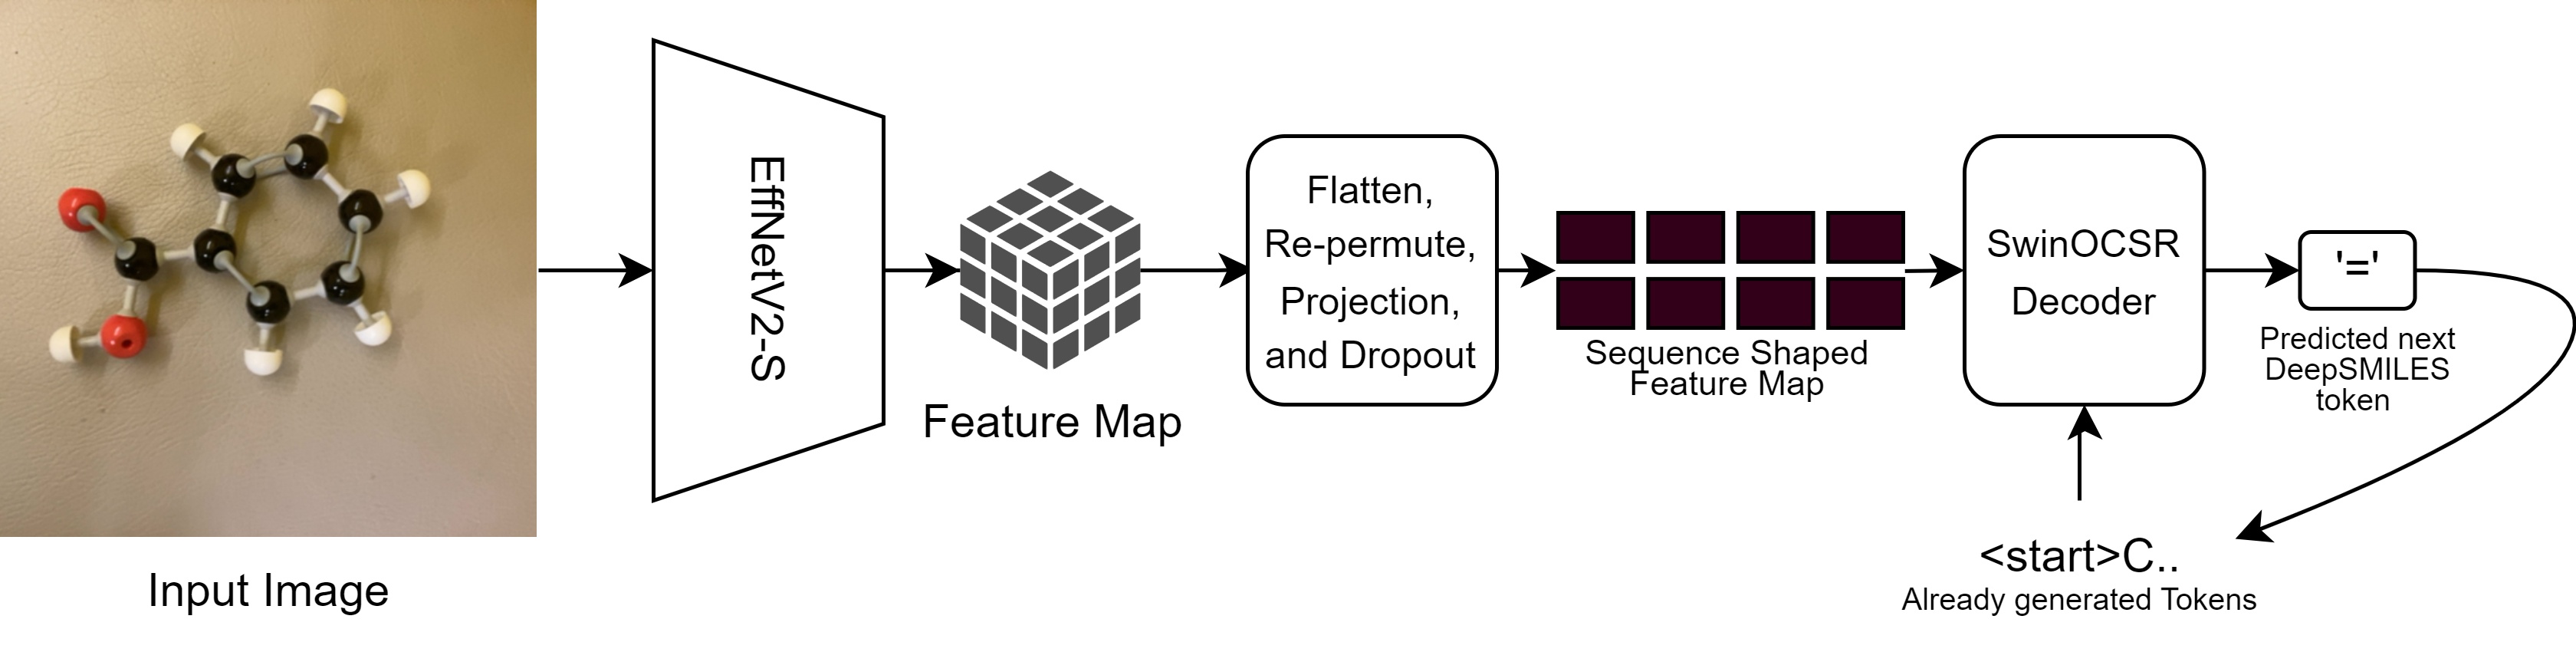 Input Image
EffNetV2-S
Feature Map
Flatten,
Re-permute,
Projection,
and Dropout
Sequence Shaped
Feature Map
SwinOCSR
Decoder
'='
Predicted next
DeepSMILES
token
<start>C..
Already generated Tokens